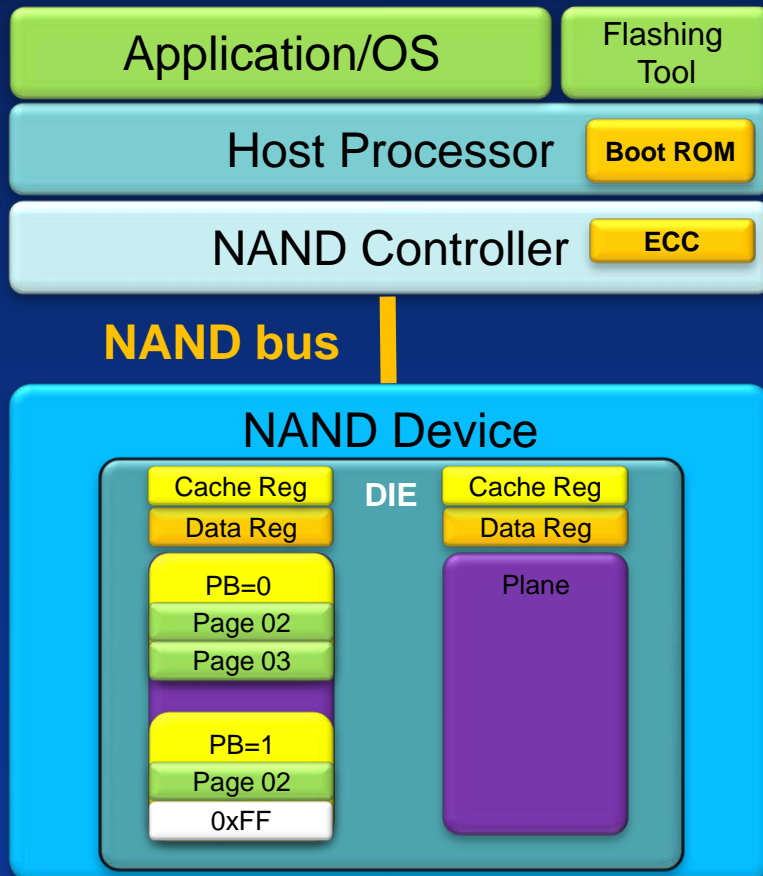 Application/OS
Flashing
Tool
Host Processor
Boot ROM
NAND Controller
ECC
NAND bus
NAND Device
DIE
Cache Reg
Data Reg
PB=0
Page 02
Page 03
PB=1
Page 02
0xFF
Cache Reg
Data Reg
Plane